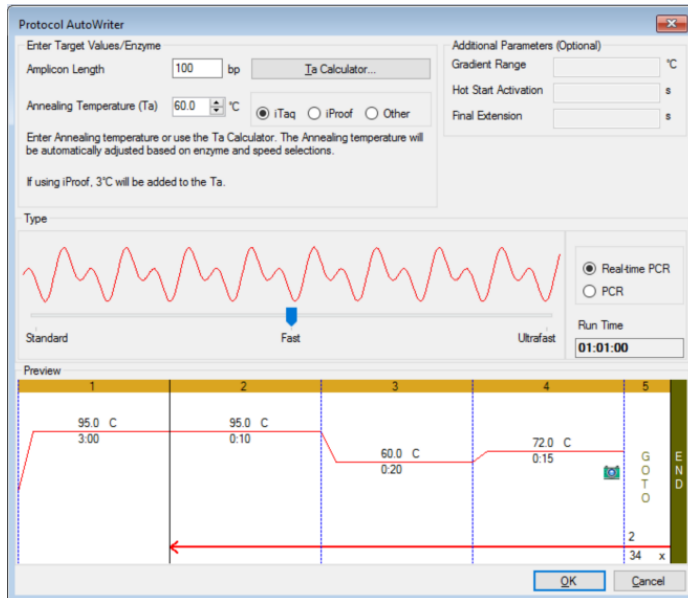 Protocol AutoWriter
Enter Target Values/Enzyme
Amplicon Length 100 bp Ta Calculator...
Annealing Temperature (Ta) 60.0 °C iTaq iProof Other
Enter Annealing temperature or use the Ta Calculator. The Annealing temperature will
be automatically adjusted based on enzyme and speed selections.
If using iProof, 3°C will be added to the Ta.
Additional Parameters (Optional)
Gradient Range °C
Hot Start Activation s
Final Extension s
Type
Standard Fast Ultrafast
Real-time PCR
PCR
Run Time
01:01:00
Preview
1 2 3 4 5
95.0 C 95.0 C 60.0 C 72.0 C
3:00 0:10 0:20 0:15
GOTO
END
2
34 x
OK Cancel